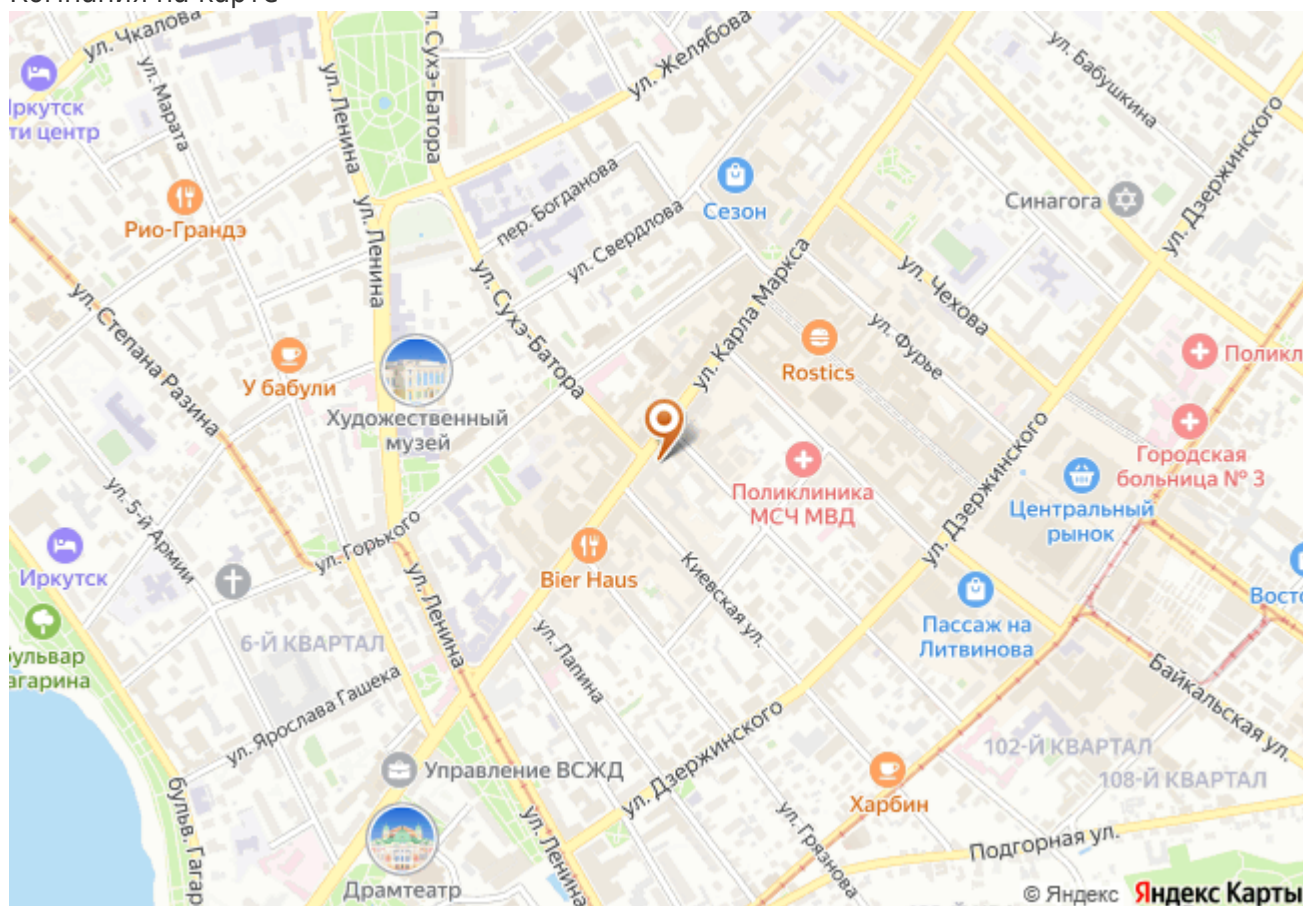 Компания на карте
ул. Чкалова
ул. Марата
Иркутск
ти центр
Рио-Грандэ
ул. Ленина
ул. Ленина
ул. Сухэ-Батора
ул. Желябова
пер. Богданова
ул. Свердлова
Сезон
ул. Бабушкина
Синагога
ул. Дзержинского
ул. Степана Разина
У бабули
Художественный
музей
ул. Сухэ-Батора
ул. Карла Маркса
Rostics
ул. Фурье
ул. Чехова
Поликл
Городская
больница № 3
Поликлиника
МСЧ МВД
ул. Дзержинского
Центральный
рынок
ул. 5-й Армии
ул. Горького
Иркутск
Bier Haus
Киевская ул.
Пассаж на
Литвинова
Восто
бульвар
агарина
6-Й КВАРТАЛ
ул. Ленина
ул. Лапина
ул. Ярослава Гашека
Байкальская ул.
102-Й КВАРТАЛ
108-Й КВАРТАЛ
Управление ВСЖД
ул. Дзержинского
Харбин
бульв. Гагар
Драмтеатр
ул. Ленина
ул. Грязнова
Подгорная ул.
© Яндекс Яндекс Карты